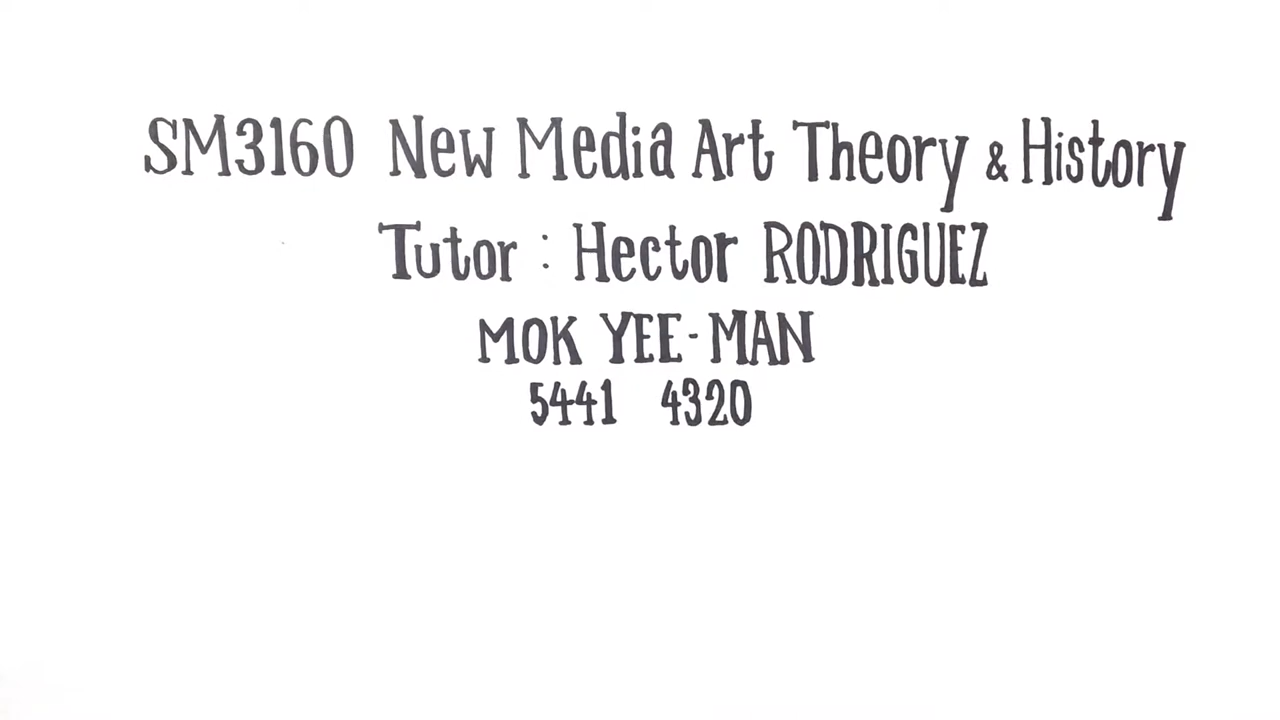 SM3160 New Media Art Theory & History
Tutor : Hector RODRIGUEZ
MOK YEE-MAN
5441 4320